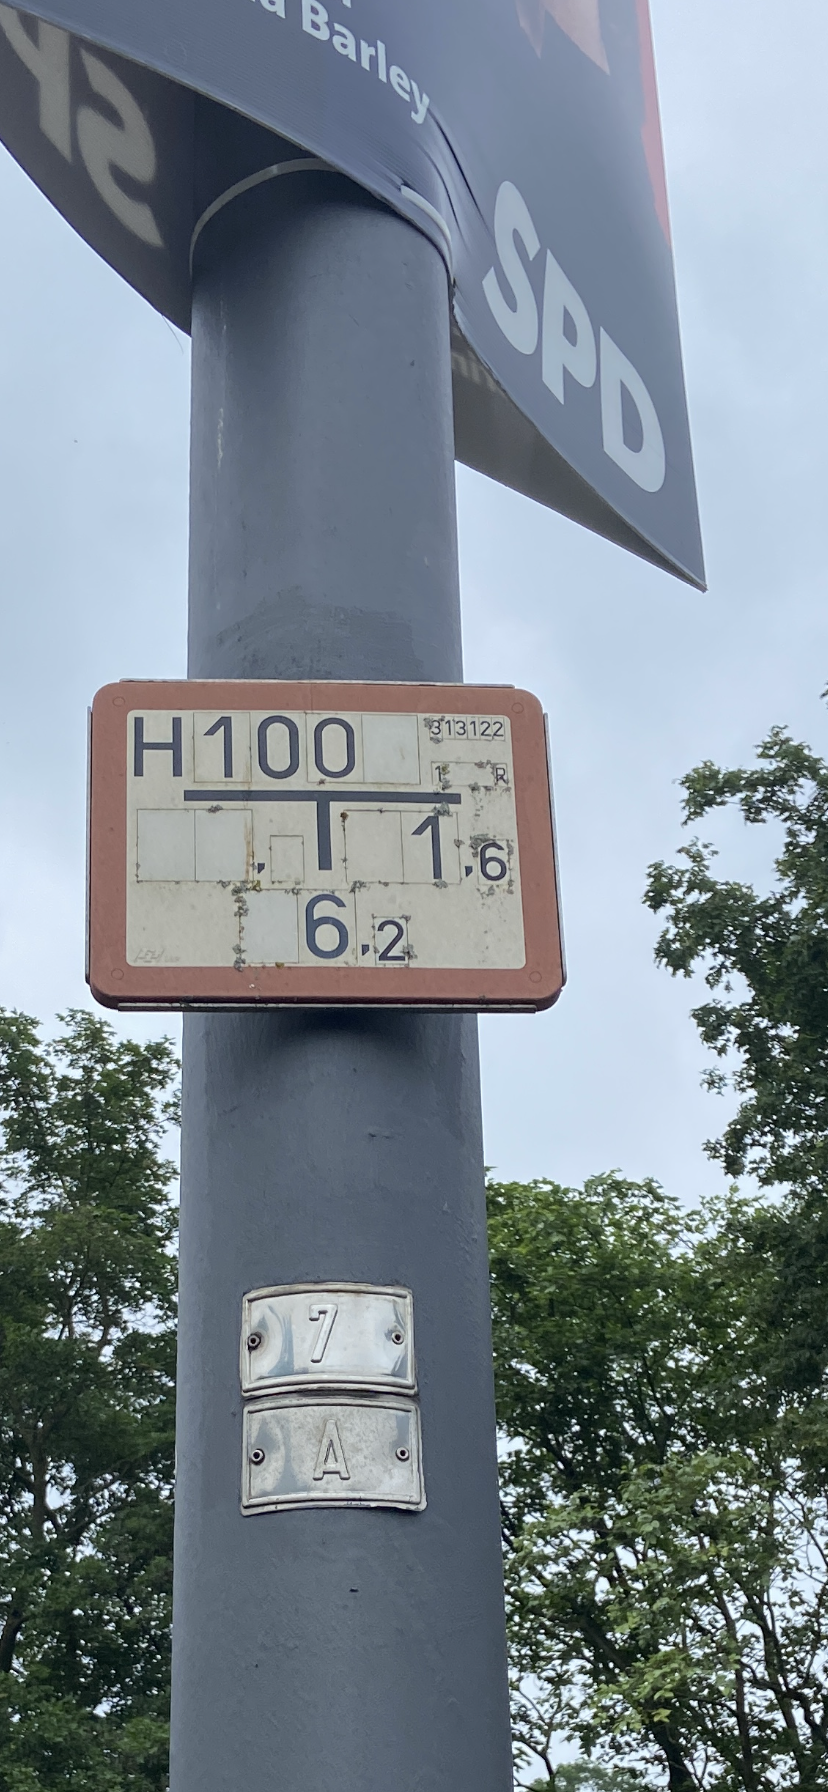 Barley
SPD
H100
313122
1 R
, 1,6
6,2
7
A